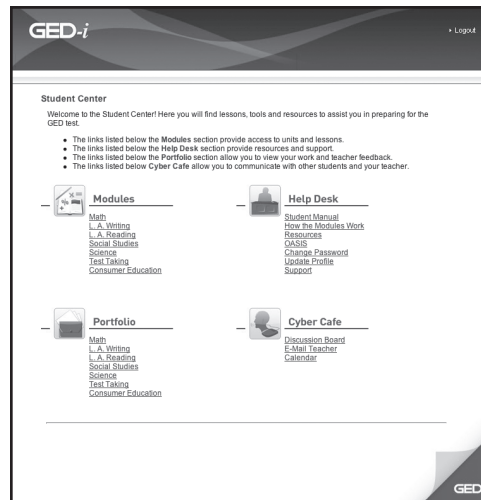 GED-i
Logout
Student Center
Welcome to the Student Center! Here you will find lessons, tools and resources to assist you in preparing for the
GED test.
The links listed below the Modules section provide access to units and lessons.
The links listed below the Help Desk section provide resources and support.
The links listed below the Portfolio section allow you to view your work and teacher feedback.
The links listed below Cyber Cafe allow you to communicate with other students and your teacher.
Modules
Math
L. A. Writing
L. A. Reading
Social Studies
Science
Test Taking
Consumer Education
Help Desk
Student Manual
How the Modules Work
Resources
OASIS
Change Password
Update Profile
Support
Portfolio
Math
L. A. Writing
L. A. Reading
Social Studies
Science
Test Taking
Consumer Education
Cyber Cafe
Discussion Board
E-Mail Teacher
Calendar
GED